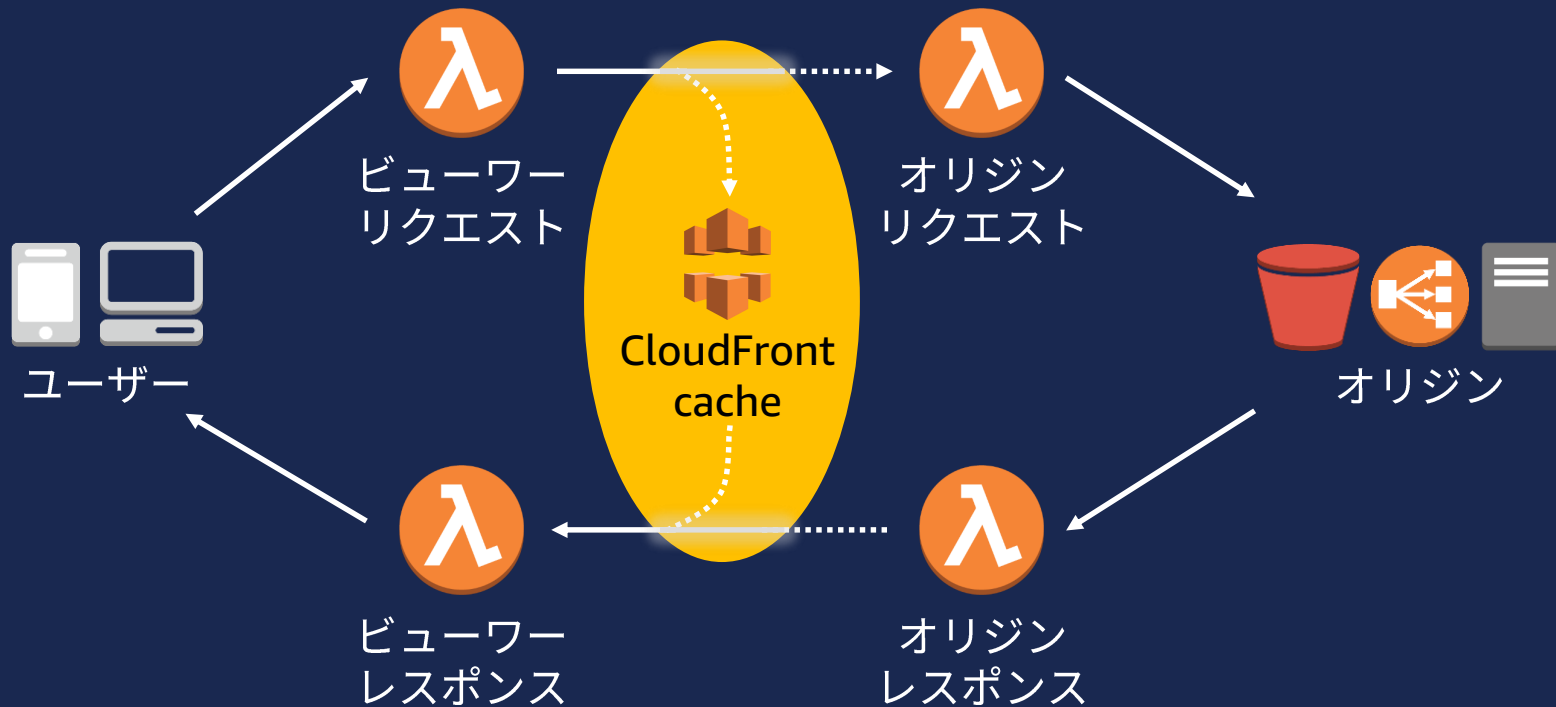 ビューワー
リクエスト
オリジン
リクエスト
CloudFront
cache
ユーザー
オリジン
ビューワー
レスポンス
オリジン
レスポンス